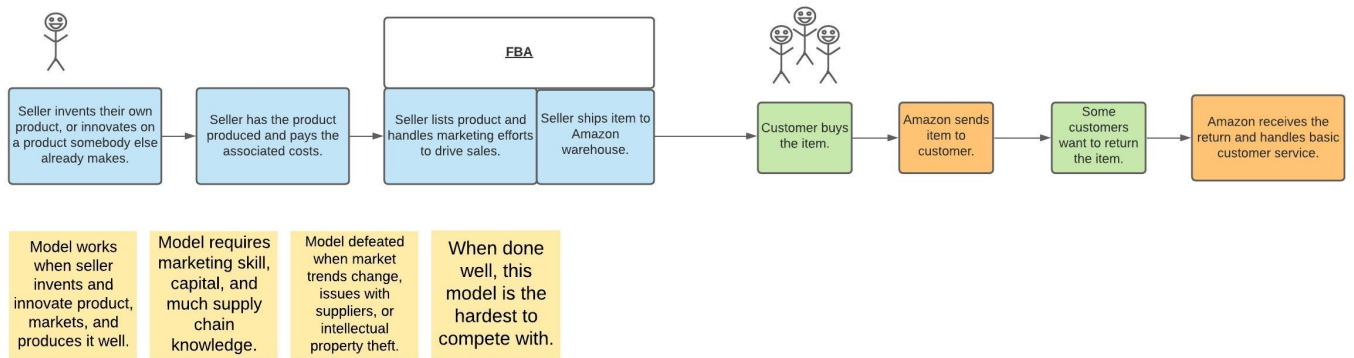 FBA
Seller invents their own
product, or innovates on
a product somebody else
already makes.
Seller has the product
produced and pays the
associated costs.
Seller lists product and
handles marketing efforts
to drive sales.
Seller ships item to
Amazon
warehouse.
Customer buys
the item.
Amazon sends
item to
customer.
Some
customers
want to return
the item.
Amazon receives the
return and handles basic
customer service.
Model works
when seller
invents and
innovate product,
markets, and
produces it well.
Model requires
marketing skill,
capital, and
much supply
chain
knowledge.
Model defeated
when market
trends change,
issues with
suppliers, or
intellectual
property theft.
When done
well, this
model is the
hardest to
compete with.